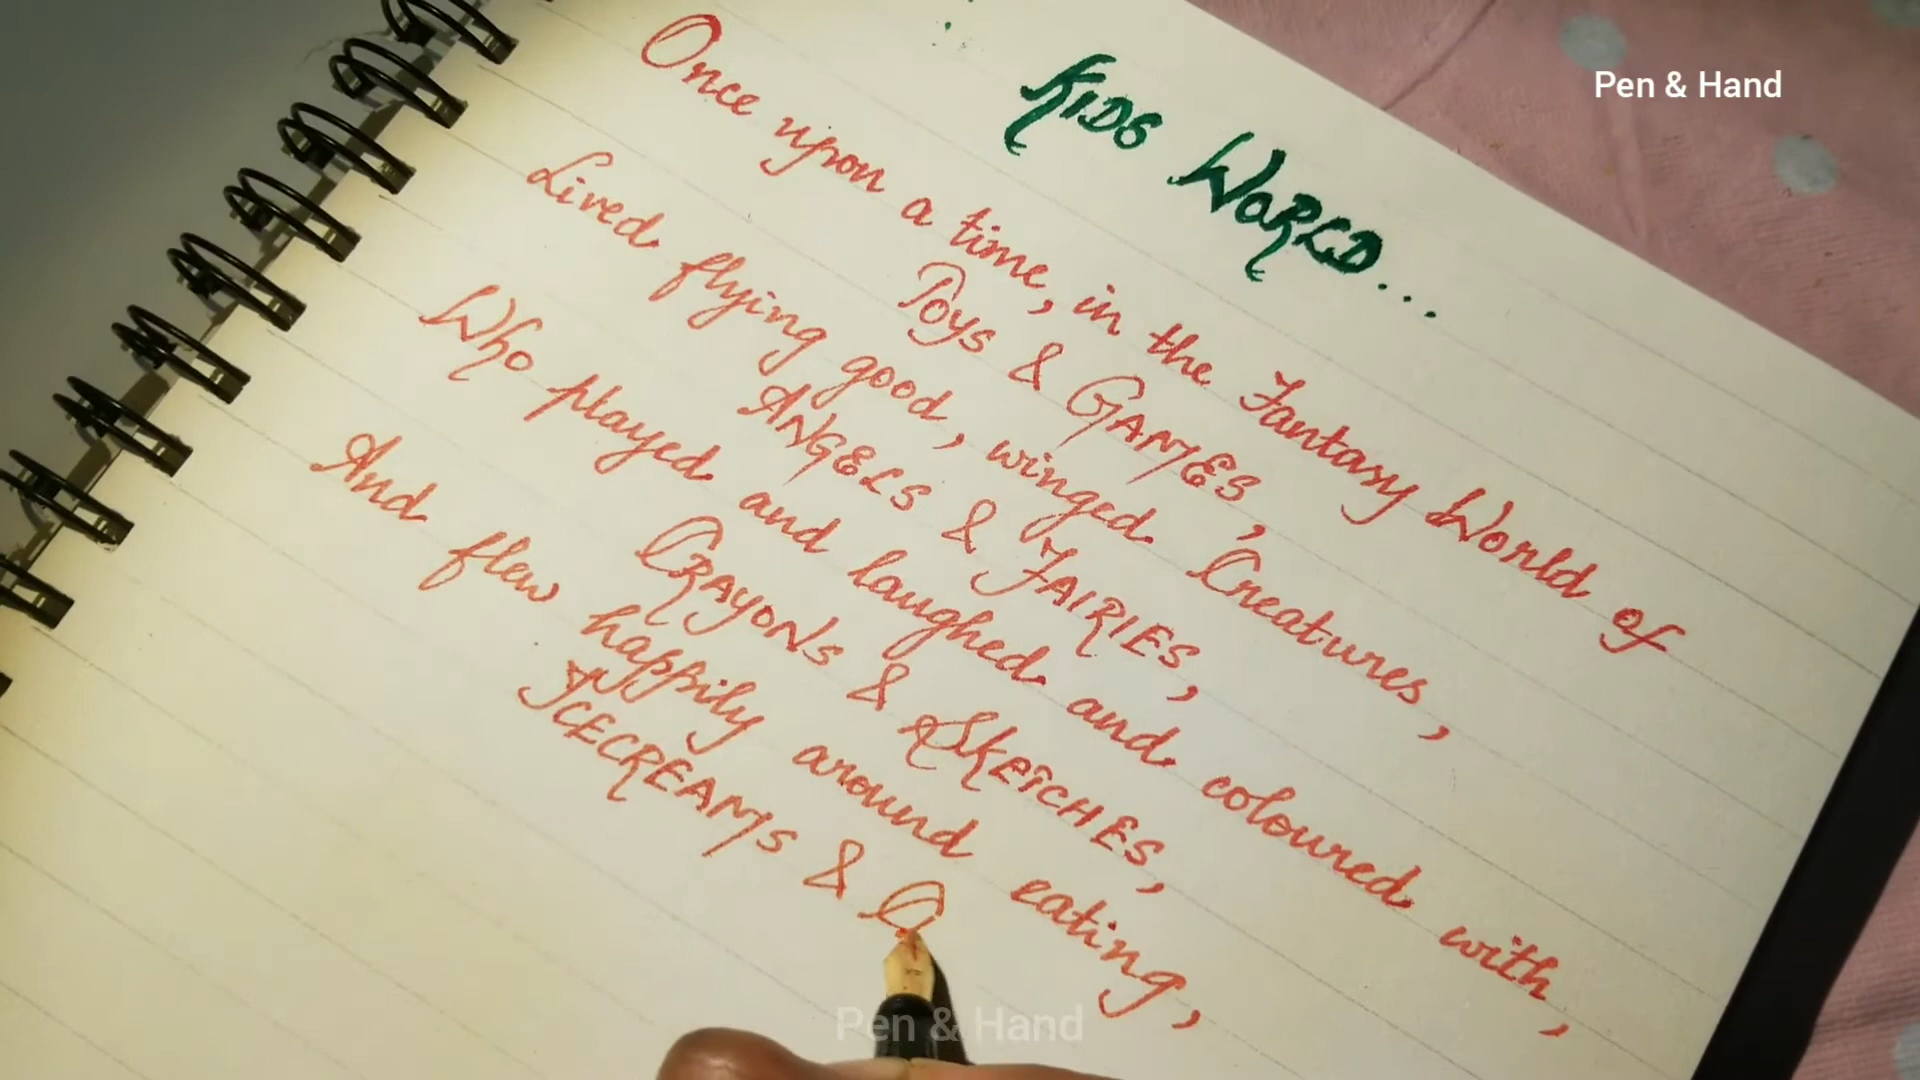 Pen & Hand
KIDS WORLD...
Once upon a time, in the Fantasy World of
Toys & GAMES,
Lived flying good, winged Creatures,
ANGELS & FAIRIES,
Who played and laughed and coloured with,
CRAYONS & SKETCHES,
And flew happily around eating,
ICECREAMS &
Pen & Hand